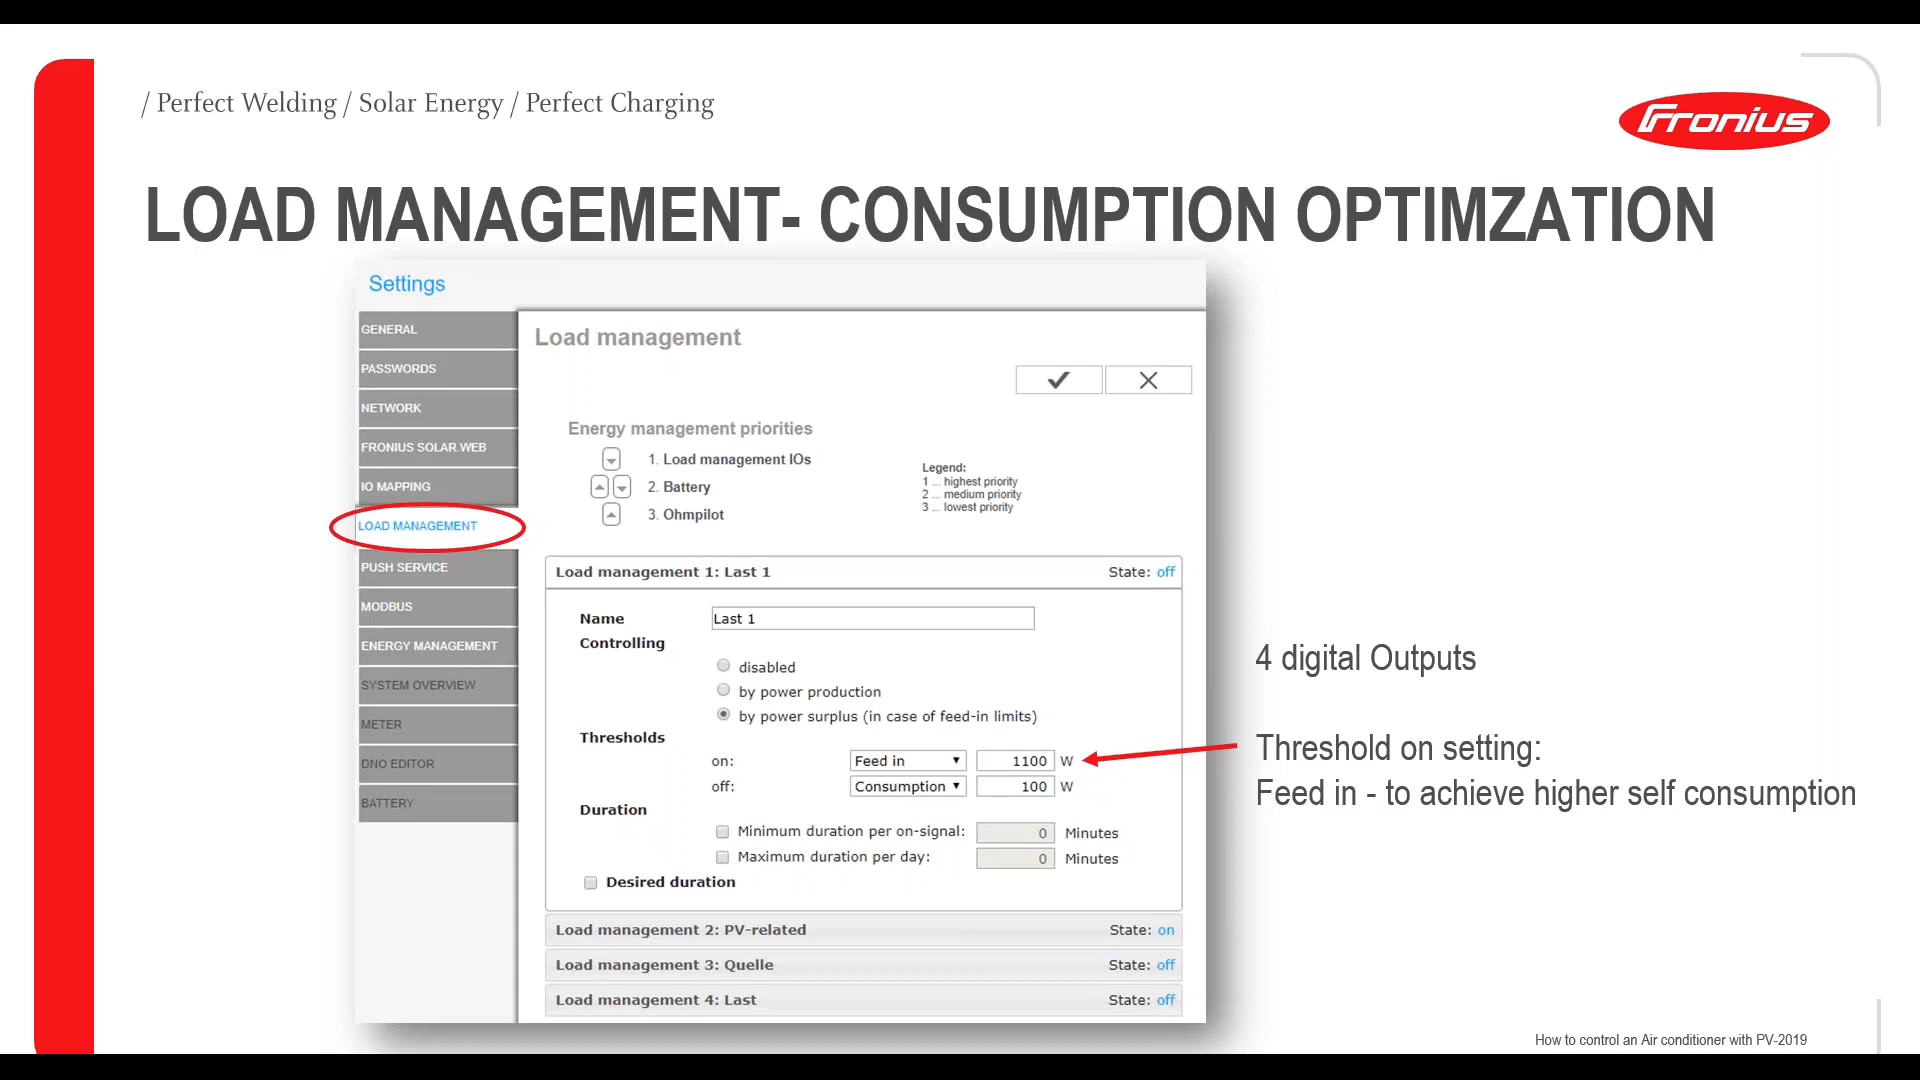 / Perfect Welding / Solar Energy / Perfect Charging
Fronius
LOAD MANAGEMENT- CONSUMPTION OPTIMZATION
Settings
GENERAL
PASSWORDS
NETWORK
FRONIUS SOLAR.WEB
IO MAPPING
LOAD MANAGEMENT
PUSH SERVICE
MODBUS
ENERGY MANAGEMENT
SYSTEM OVERVIEW
METER
DNO EDITOR
BATTERY
Load management
Energy management priorities
1. Load management IOs
2. Battery
3. Ohmpilot
Legend:
1 ... highest priority
2 ... medium priority
3 ... lowest priority
Load management 1: Last 1 State: off
Name Last 1
Controlling
disabled
by power production
by power surplus (in case of feed-in limits)
Thresholds
on: Feed in 1100 W
off: Consumption 100 W
Duration
Minimum duration per on-signal: 0 Minutes
Maximum duration per day: 0 Minutes
Desired duration
Load management 2: PV-related State: on
Load management 3: Quelle State: off
Load management 4: Last State: off
4 digital Outputs
Threshold on setting:
Feed in - to achieve higher self consumption
How to control an Air conditioner with PV-2019